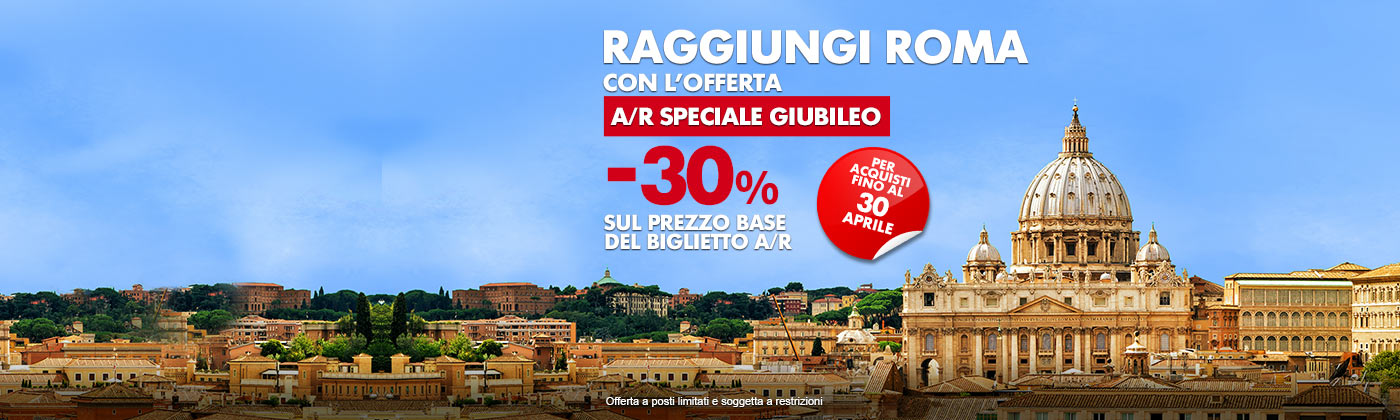 RAGGIUNGI ROMA
CON L'OFFERTA
A/R SPECIALE GIUBILEO
-30%
SUL PREZZO BASE
DEL BIGLIETTO A/R
PER
ACQUISTI
FINO AL
30
APRILE
Offerta a posti limitati e soggetta a restrizioni